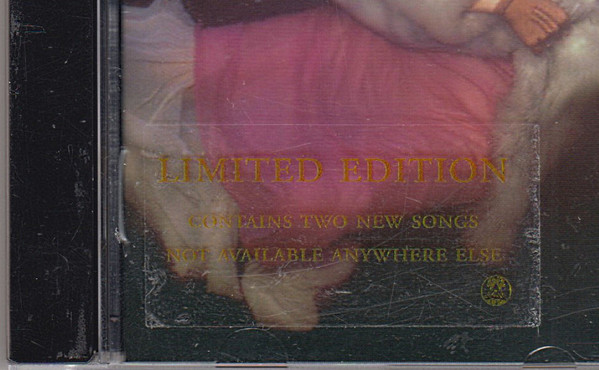 LIMITED EDITION
CONTAINS TWO NEW SONGS
NOT AVAILABLE ANYWHERE ELSE